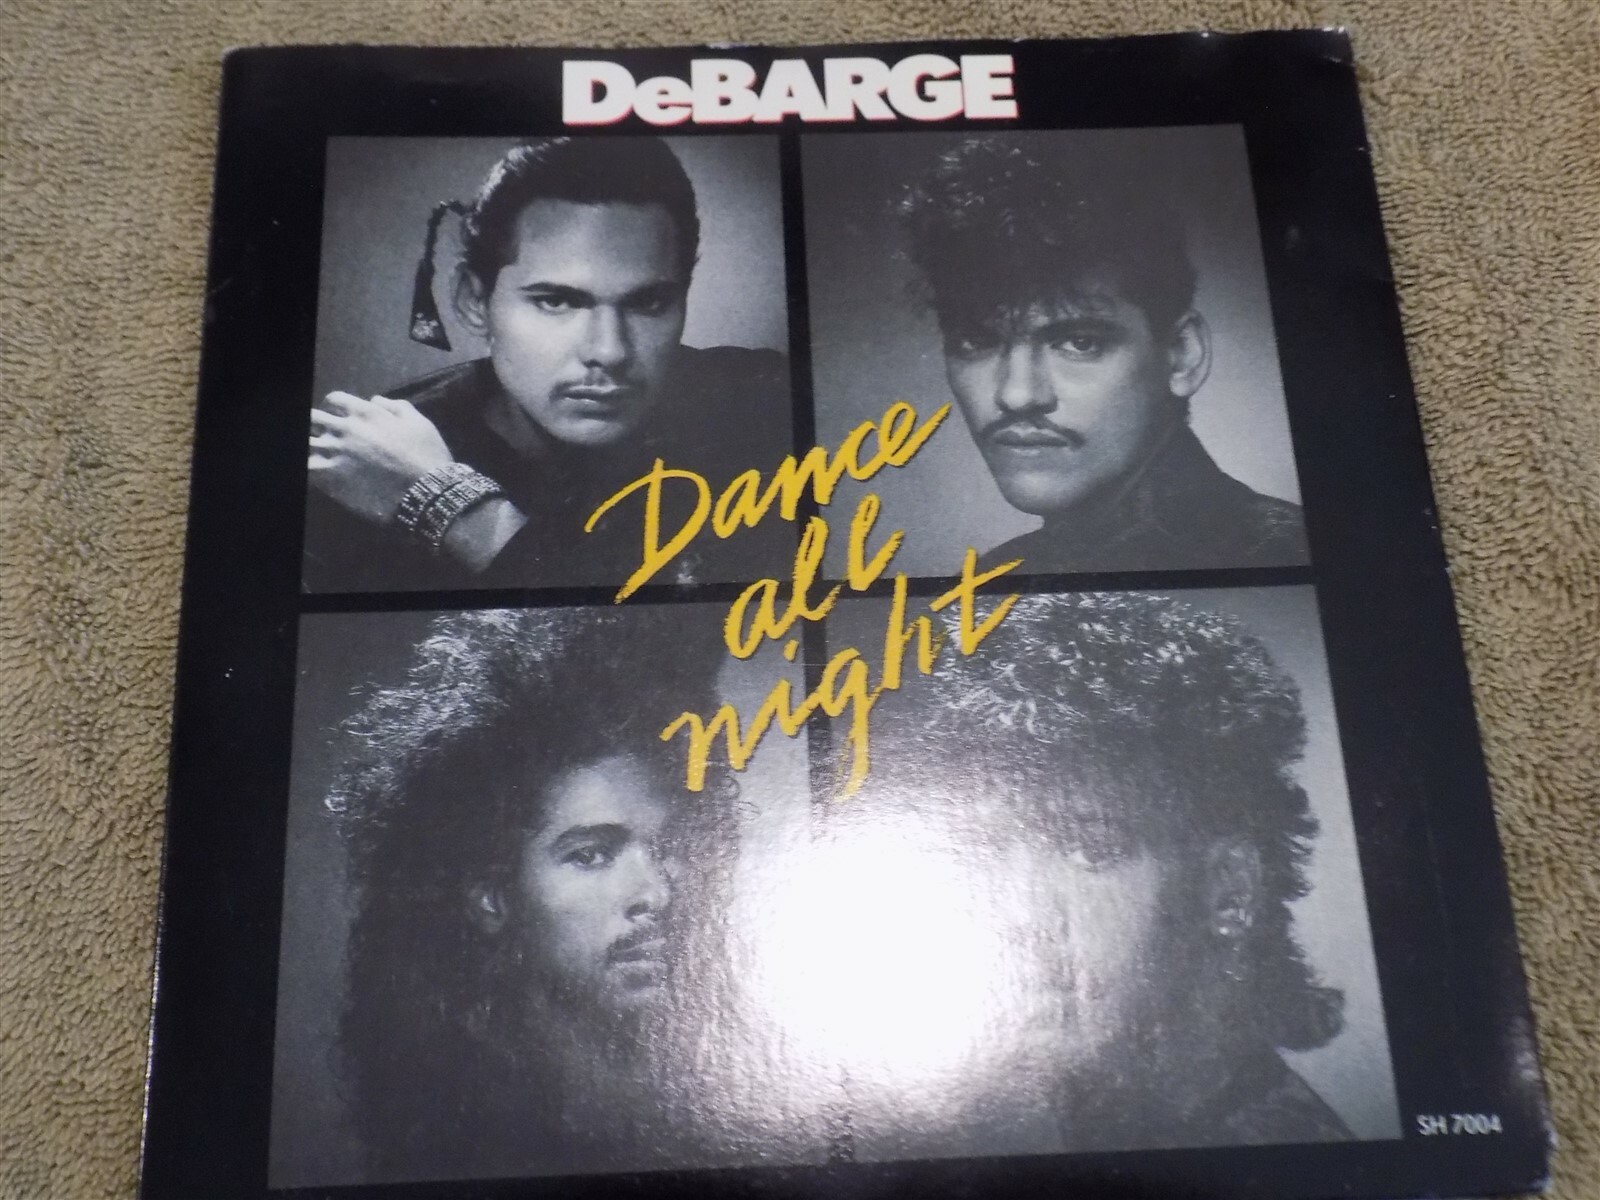 DeBARGE
Dance
all
night
SH 7004